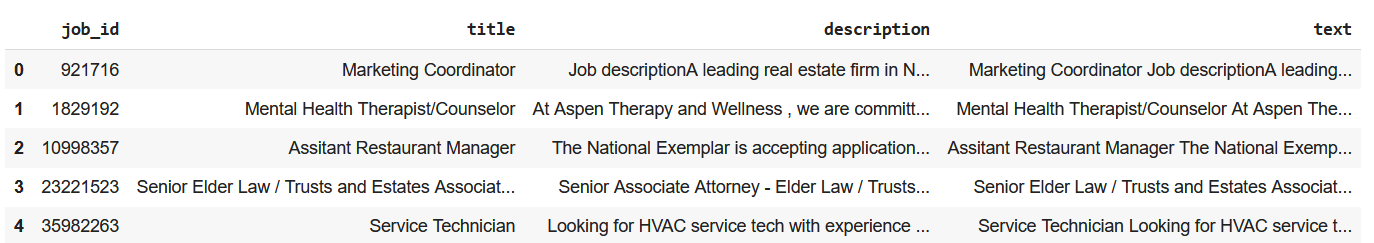 job_id title description text
0 921716 Marketing Coordinator Job descriptionA leading real estate firm in N... Marketing Coordinator Job descriptionA leading...
1 1829192 Mental Health Therapist/Counselor At Aspen Therapy and Wellness , we are committ... Mental Health Therapist/Counselor At Aspen The...
2 10998357 Assitant Restaurant Manager The National Exemplar is accepting application... Assitant Restaurant Manager The National Exemp...
3 23221523 Senior Elder Law / Trusts and Estates Associat... Senior Associate Attorney - Elder Law / Trusts... Senior Elder Law / Trusts and Estates Associat...
4 35982263 Service Technician Looking for HVAC service tech with experience ... Service Technician Looking for HVAC service t...